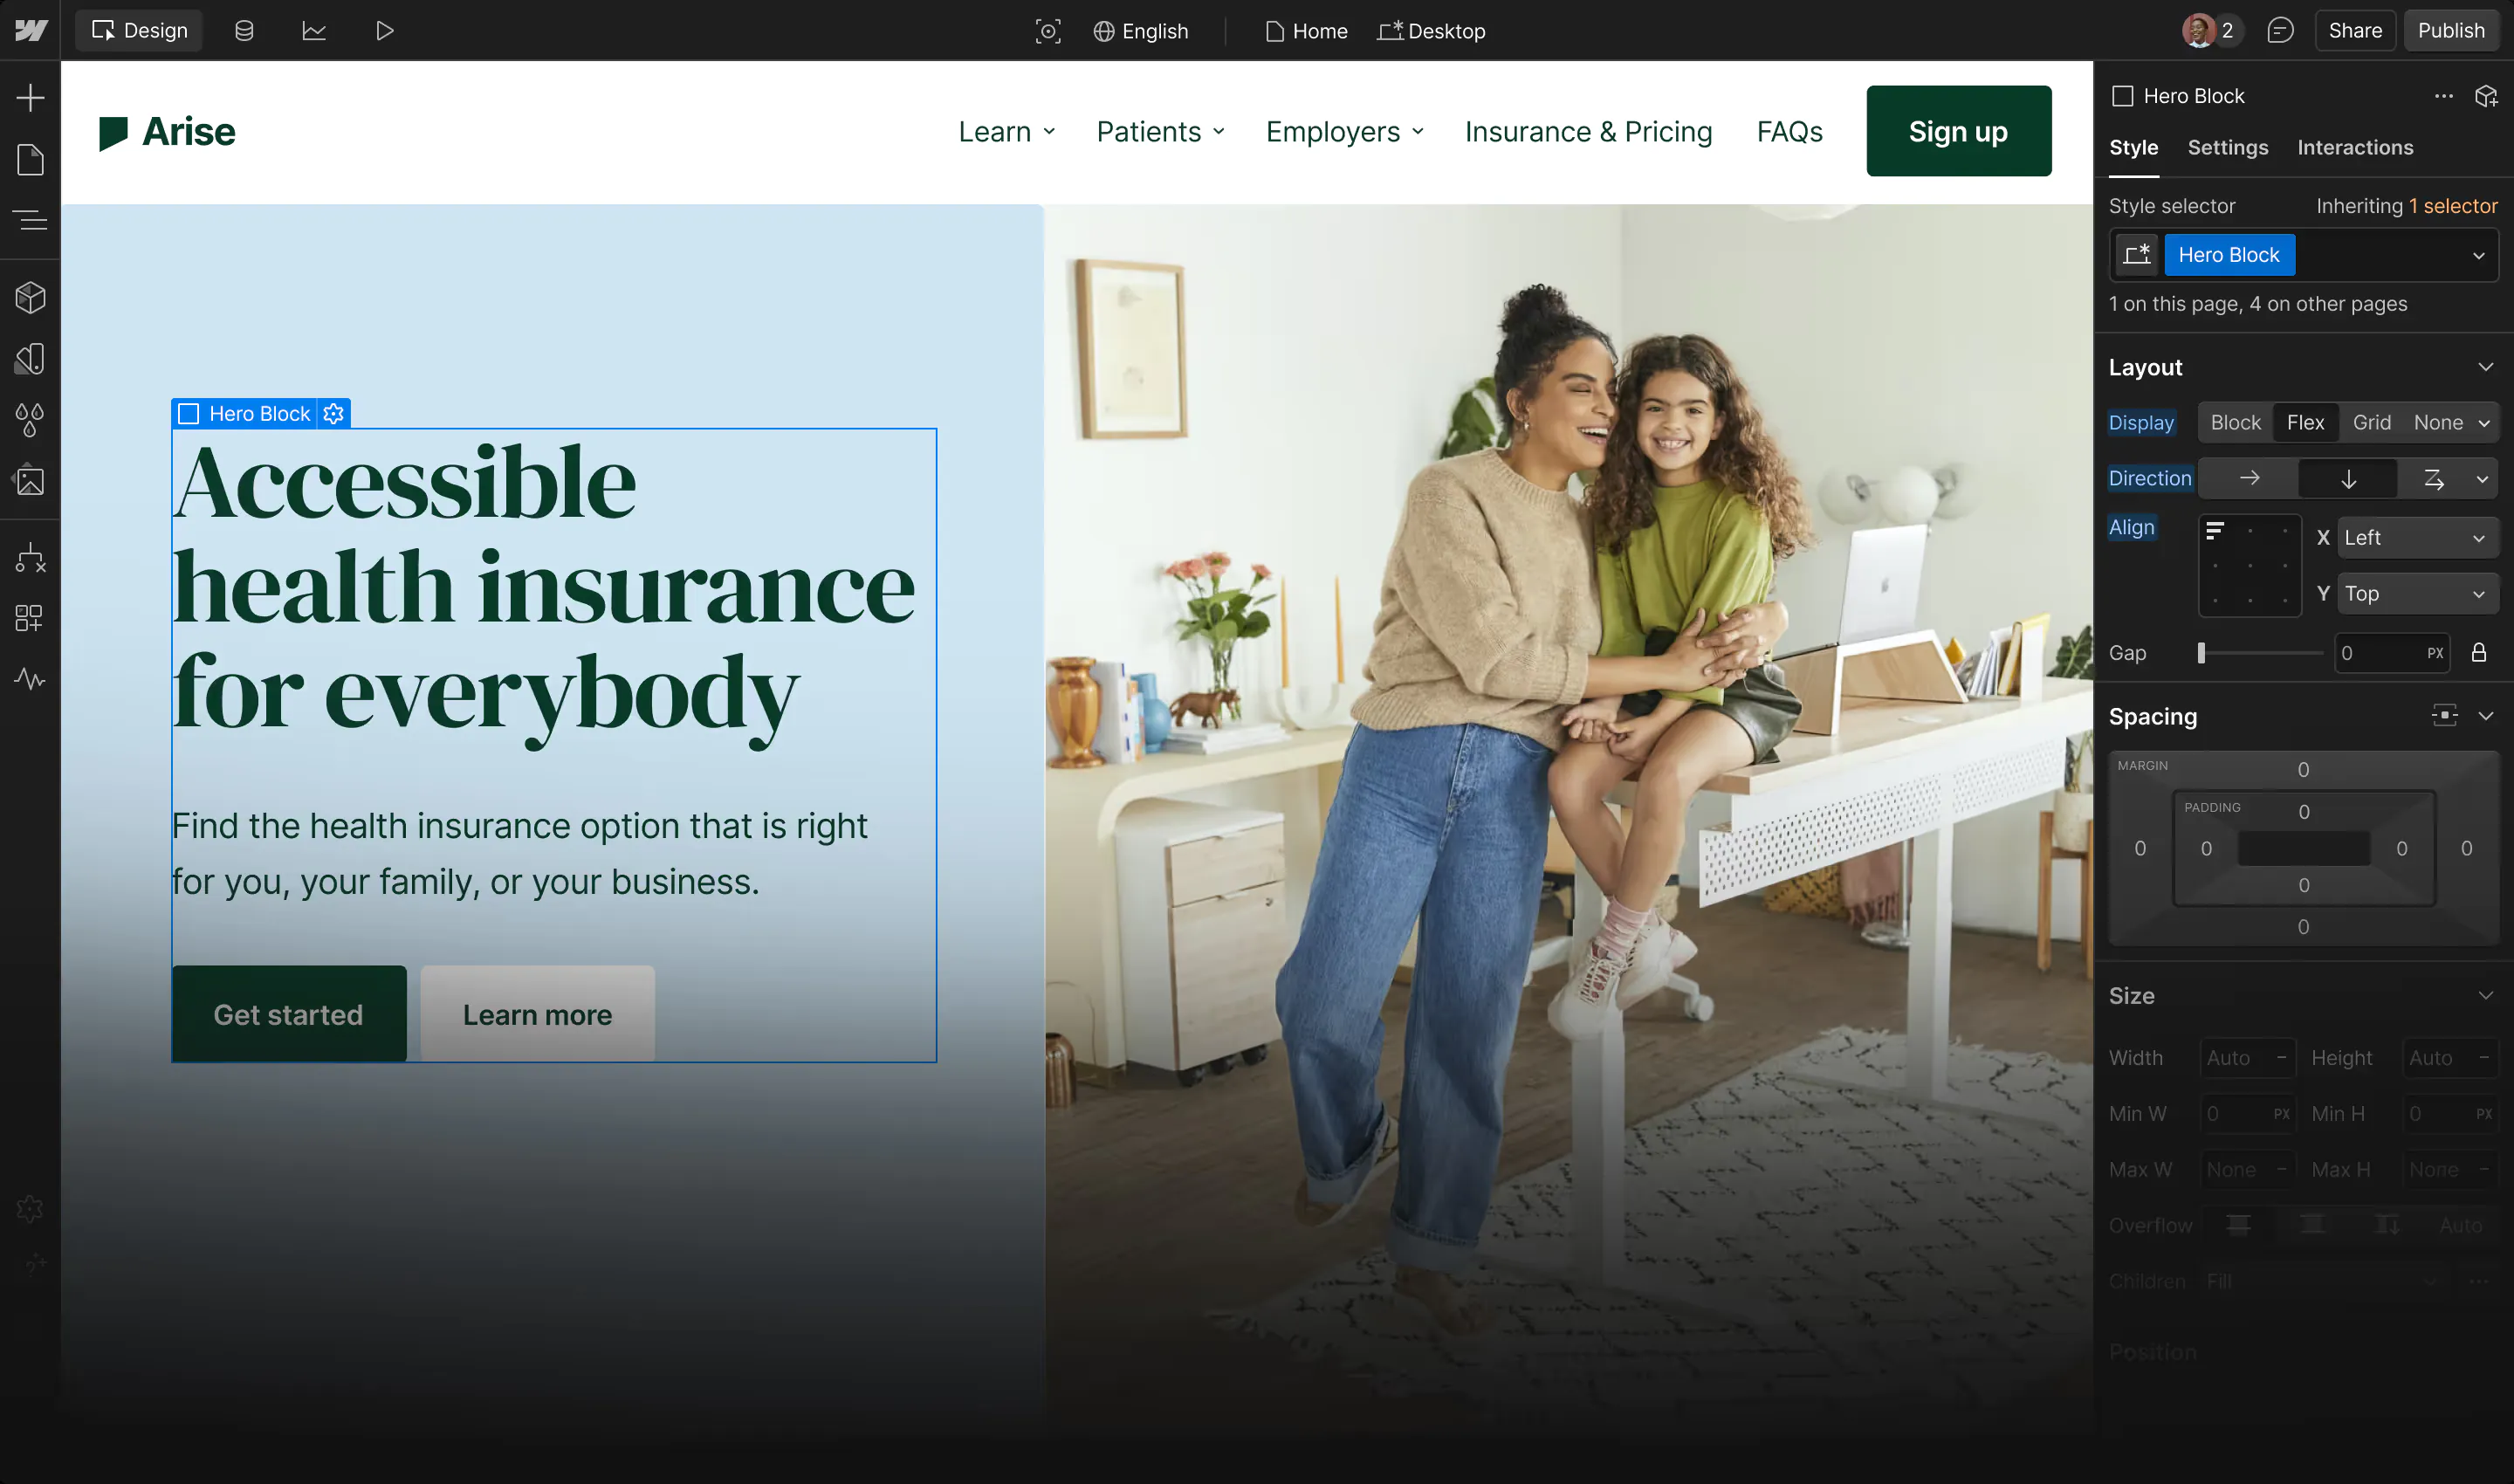 Design
English
Home
Desktop
2
Share
Publish
Arise
Learn
Patients
Employers
Insurance & Pricing
FAQs
Sign up
Hero Block
Accessible
health insurance
for everybody
Find the health insurance option that is right
for you, your family, or your business.
Get started
Learn more
Hero Block
Style
Settings
Interactions
Style selector
Inheriting 1 selector
Hero Block
1 on this page, 4 on other pages
Layout
Display
Block
Flex
Grid
None
Direction
Align
X
Left
Y
Top
Gap
0
PX
Spacing
MARGIN
0
PADDING
0
0
0
0
0
0
0
Size
Width
Auto
–
Height
Auto
–
Min W
0
PX
Min H
0
PX
Max W
None
–
Max H
None
–
Overflow
Auto
Children
Fill
Position